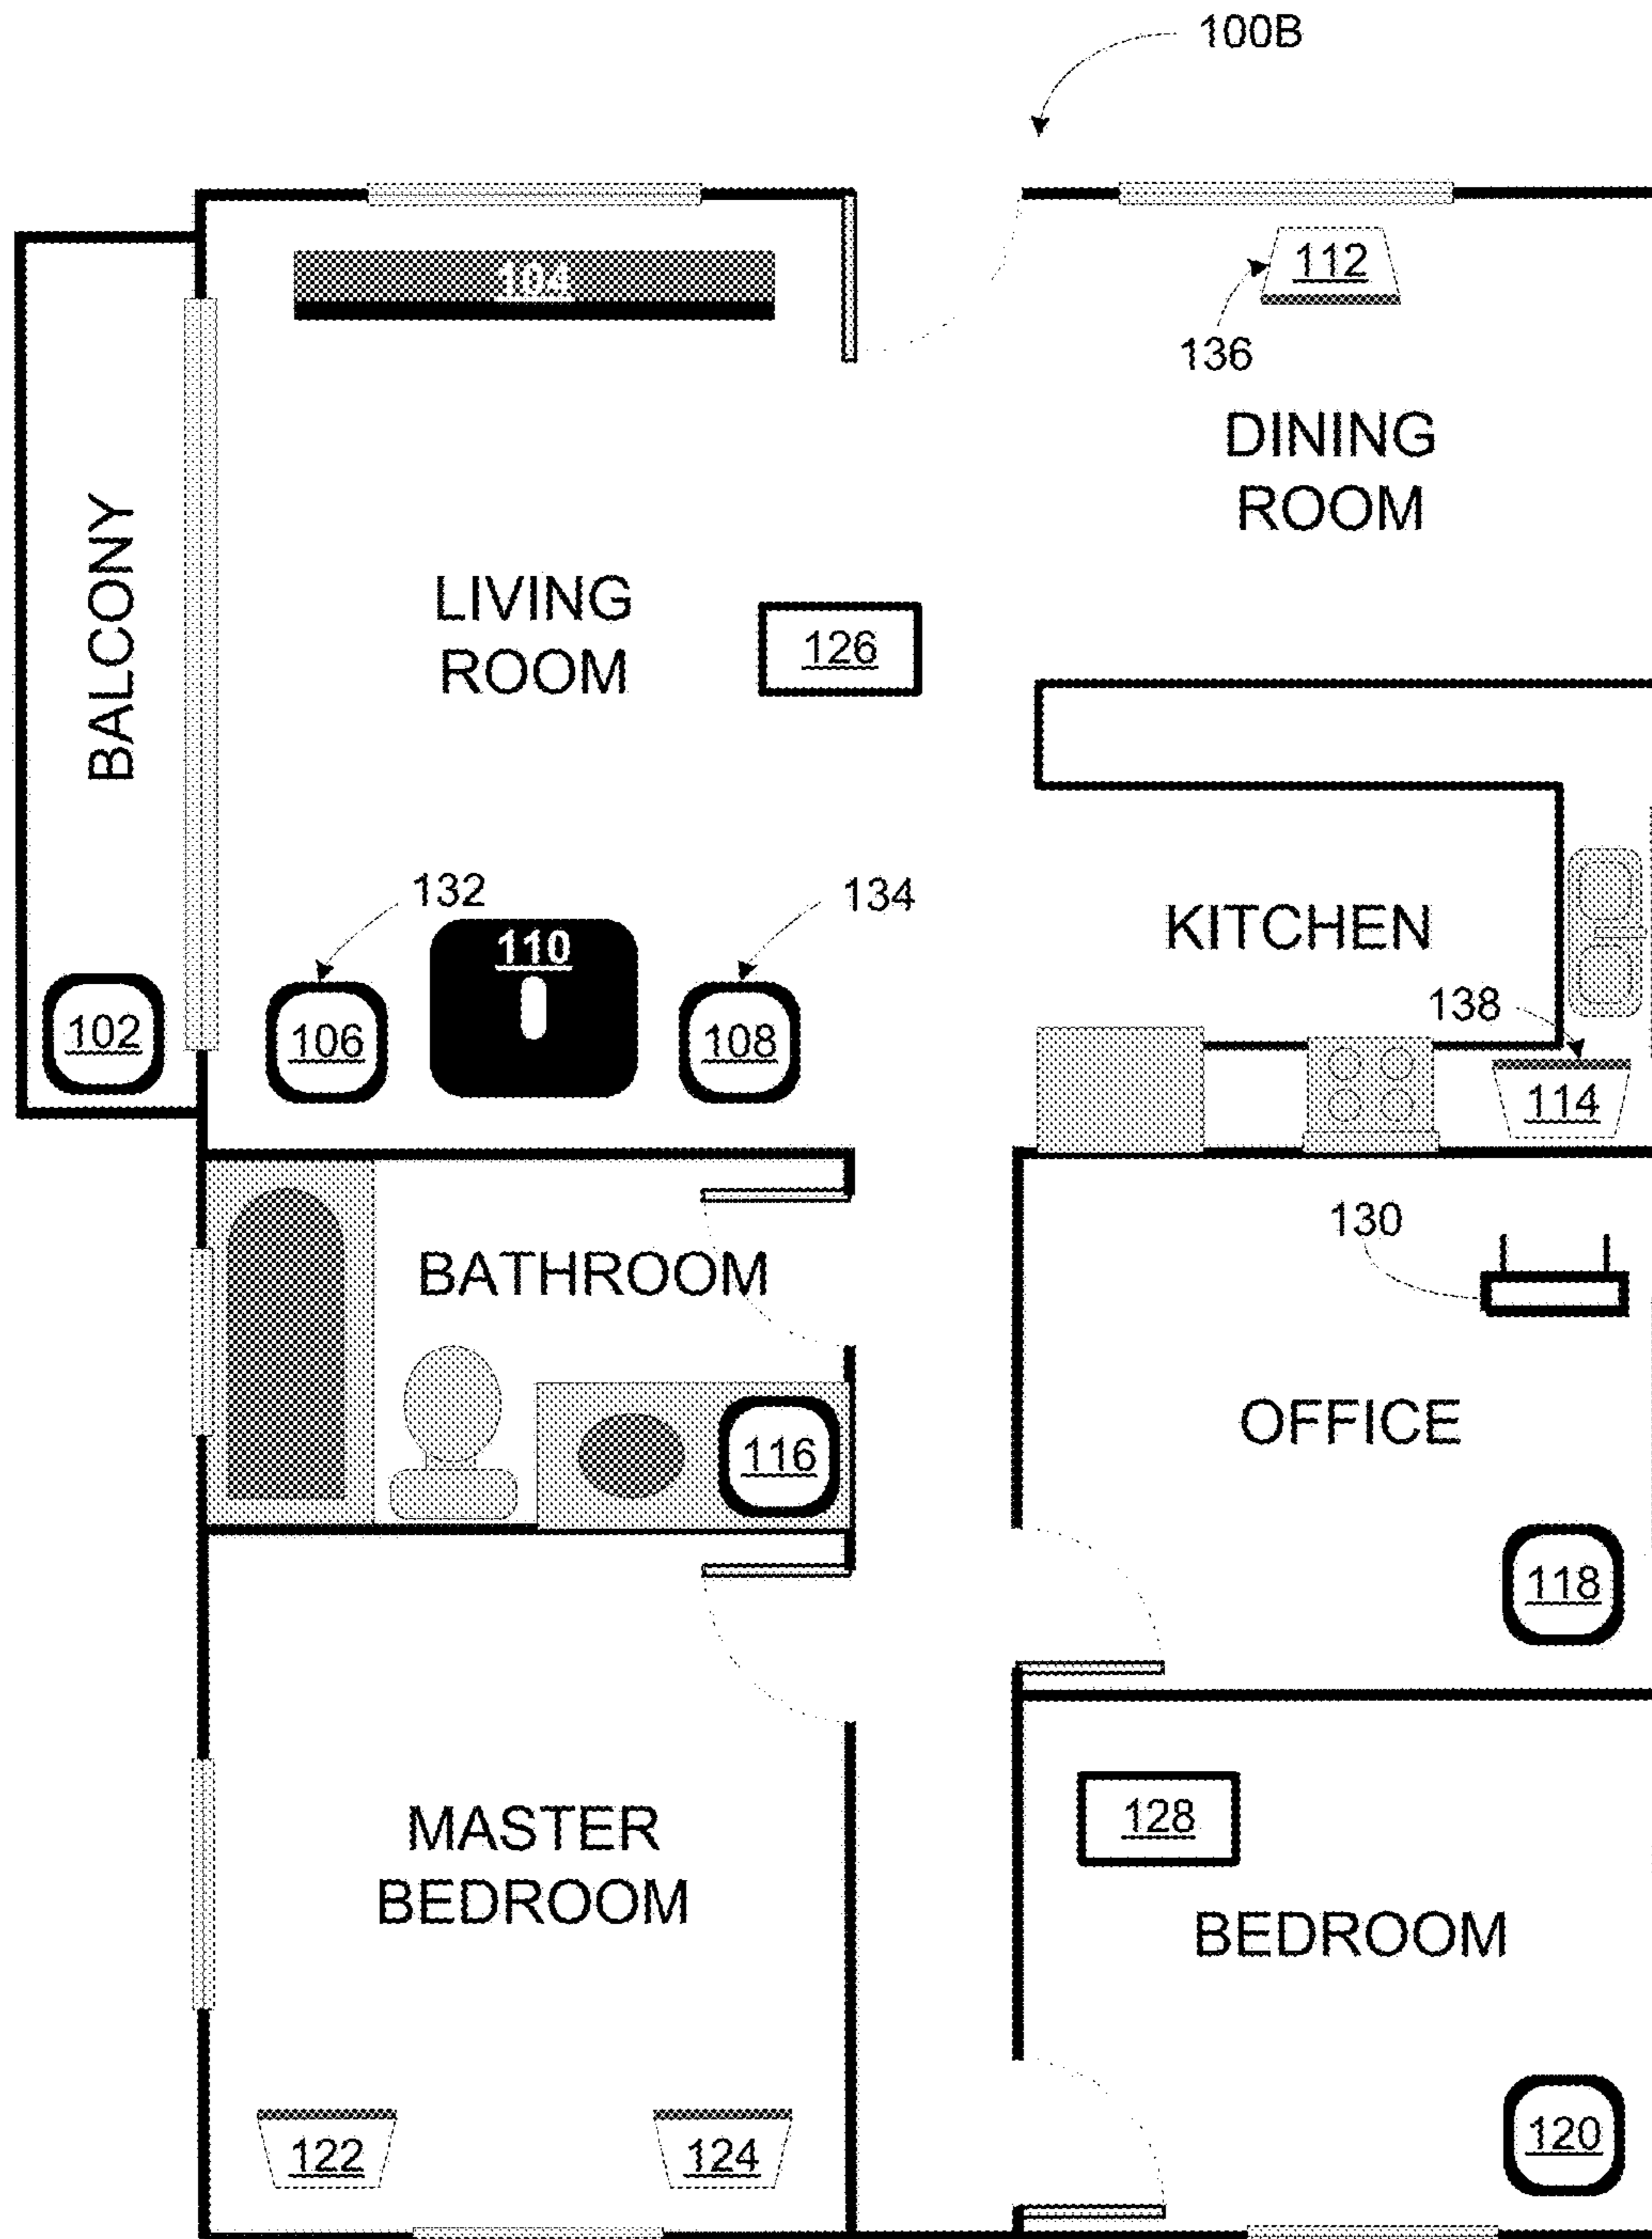 100B
104
112
136
DINING
ROOM
BALCONY
LIVING
ROOM
126
132
134
110
KITCHEN
138
102
106
108
114
130
BATHROOM
OFFICE
116
118
MASTER
BEDROOM
128
BEDROOM
122
124
120